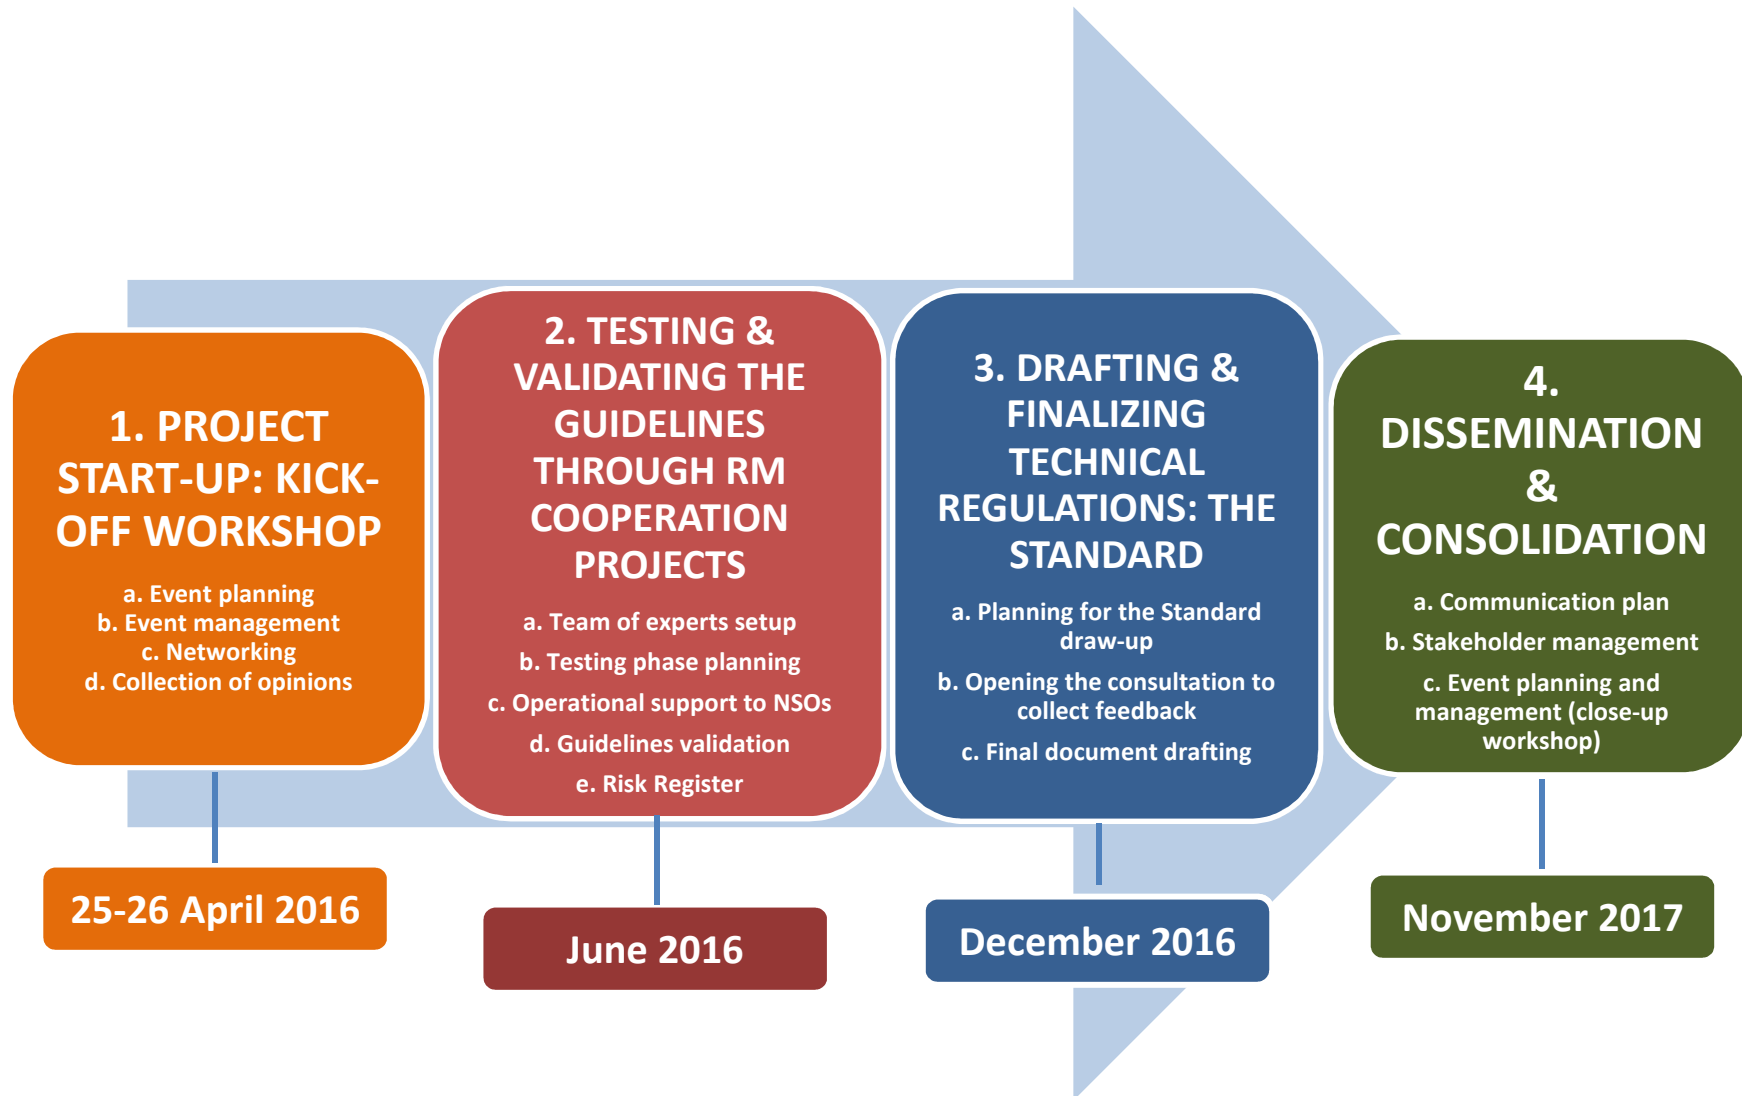 1. PROJECT
START-UP: KICK-
OFF WORKSHOP
a. Event planning
b. Event management
c. Networking
d. Collection of opinions
25-26 April 2016
2. TESTING &
VALIDATING THE
GUIDELINES
THROUGH RM
COOPERATION
PROJECTS
a. Team of experts setup
b. Testing phase planning
c. Operational support to NSOs
d. Guidelines validation
e. Risk Register
June 2016
3. DRAFTING &
FINALIZING
TECHNICAL
REGULATIONS: THE
STANDARD
a. Planning for the Standard
draw-up
b. Opening the consultation to
collect feedback
c. Final document drafting
December 2016
4.
DISSEMINATION
&
CONSOLIDATION
a. Communication plan
b. Stakeholder management
c. Event planning and
management (close-up
workshop)
November 2017